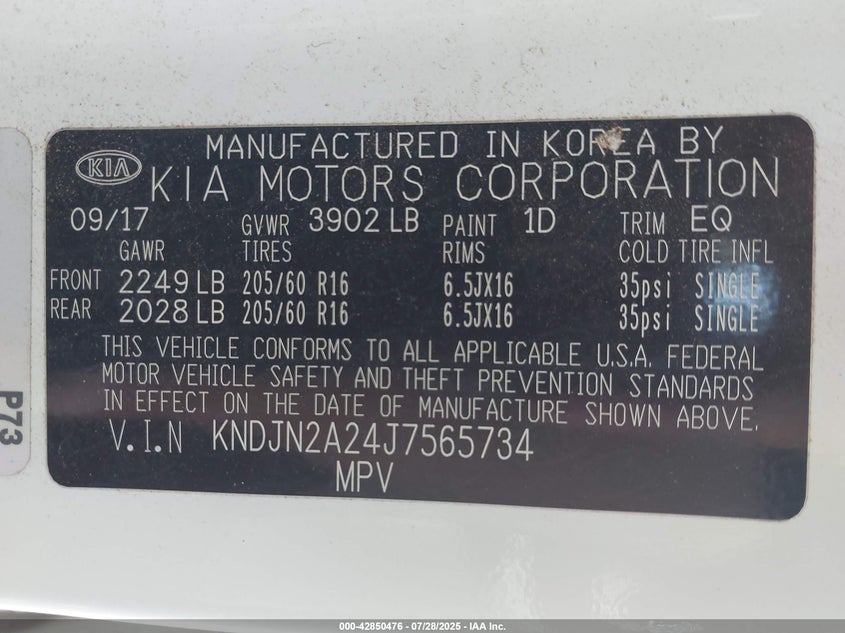 MANUFACTURED IN KOREA BY
KIA
KIA MOTORS CORPORATION
09/17 GVWR 3902 LB PAINT 1D TRIM EQ
GAWR TIRES RIMS COLD TIRE INFL
FRONT 2249 LB 205/60 R16 6.5JX16 35psi SINGLE
REAR 2028 LB 205/60 R16 6.5JX16 35psi SINGLE
THIS VEHICLE CONFORMS TO ALL APPLICABLE U.S.A. FEDERAL
MOTOR VEHICLE SAFETY AND THEFT PREVENTION STANDARDS
IN EFFECT ON THE DATE OF MANUFACTURE SHOWN ABOVE.
V.I.N KNDJN2A24J7565734
MPV
P73
000-42850476 - 07/28/2025 - IAA Inc.